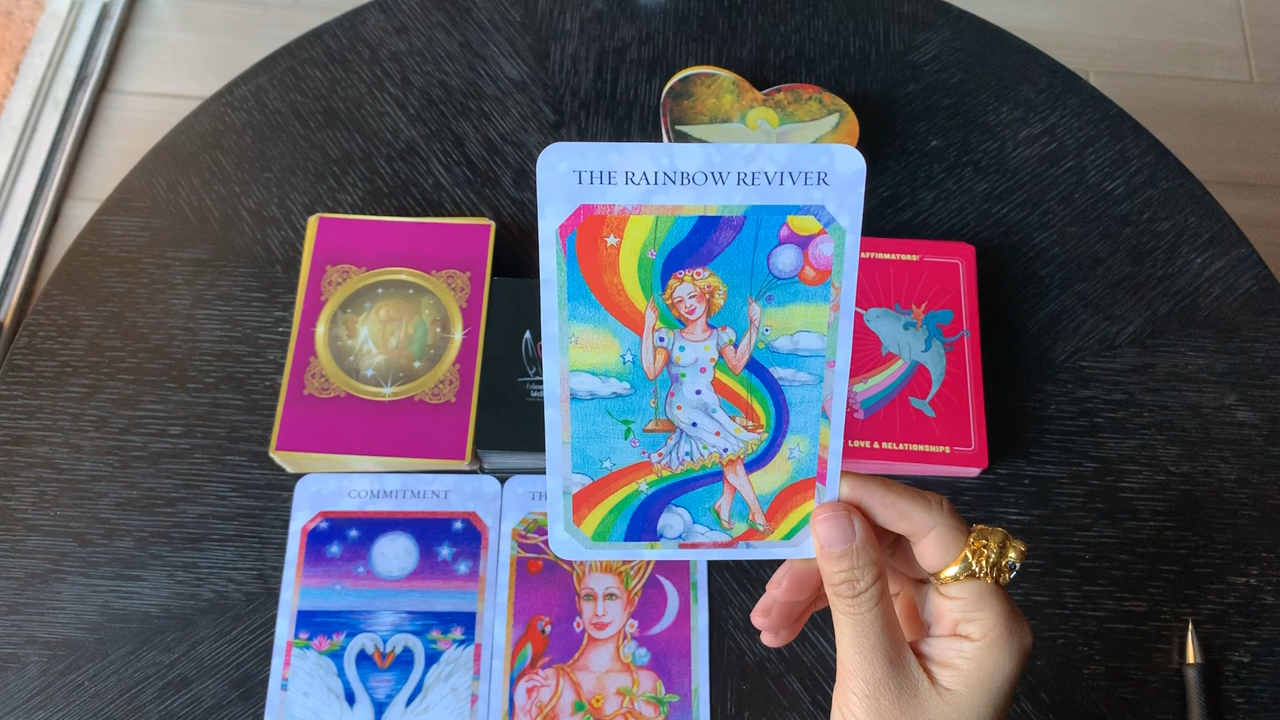 THE RAINBOW REVIVER
AFFIRMATORS!
LOVE & RELATIONSHIPS
COMMITMENT